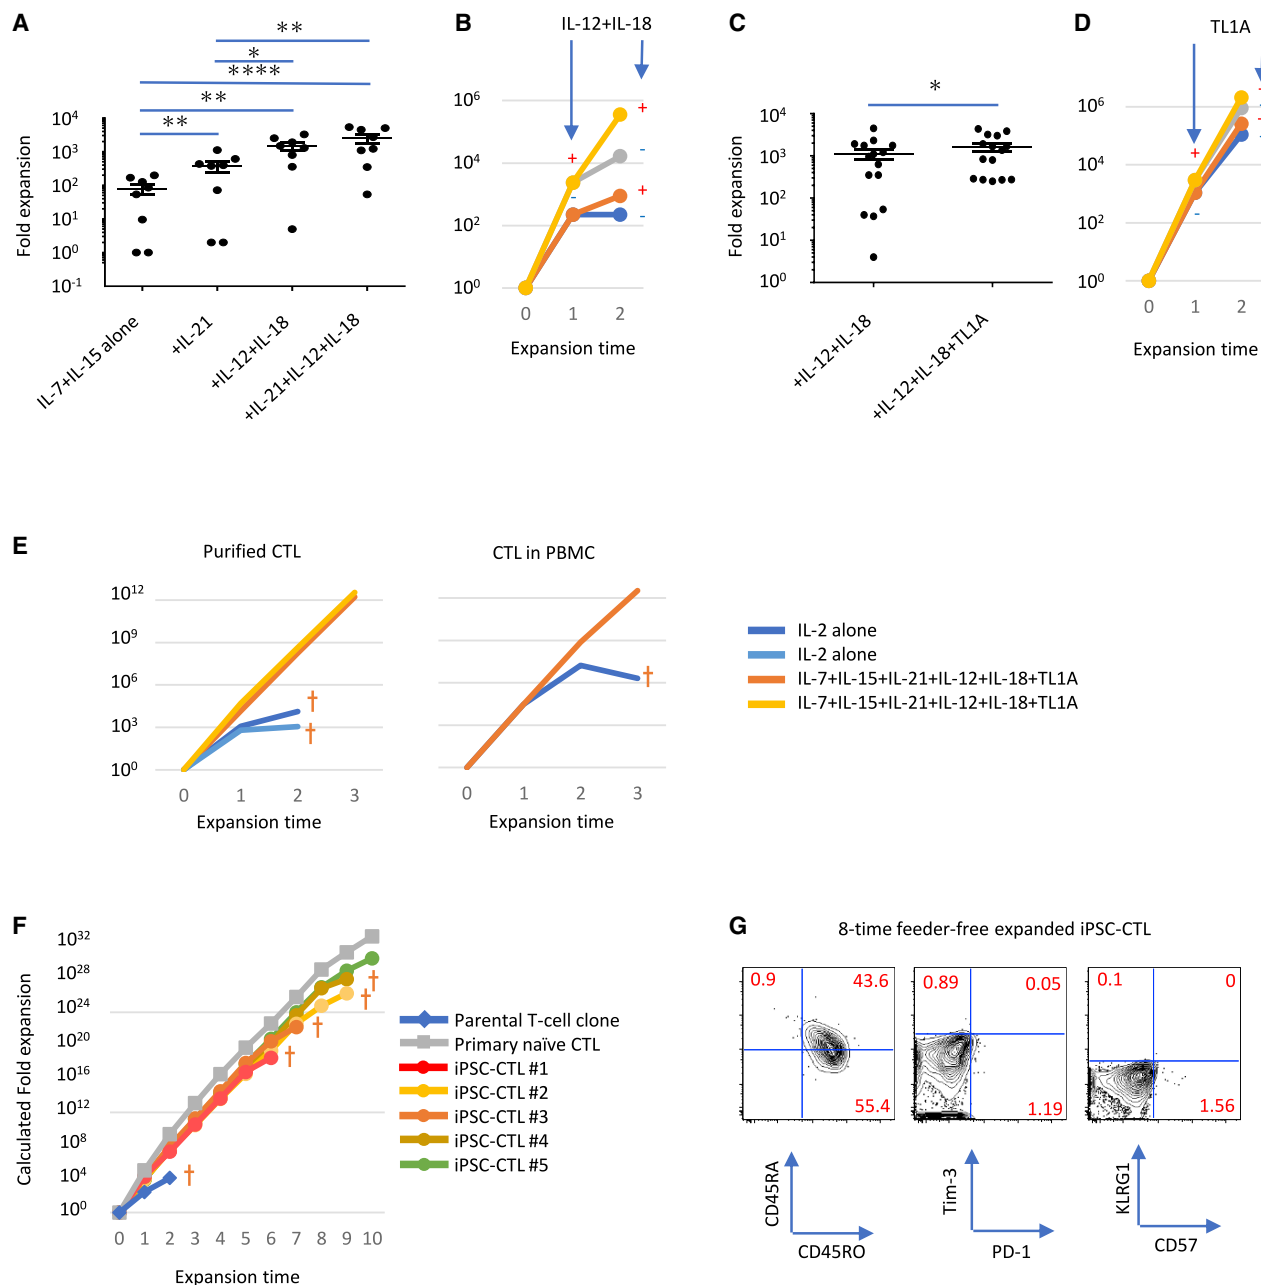 A
**
*
****
**
**
Fold expansion
10^4
10^3
10^2
10^1
10^0
10^-1
IL-7+IL-15 alone
+IL-21
+IL-12+IL-18
+IL-21+IL-12+IL-18
B
IL-12+IL-18
10^6
10^4
10^2
10^0
+
-
+
-
+
-
0 1 2
Expansion time
C
*
Fold expansion
10^4
10^3
10^2
10^1
10^0
+IL-12+IL-18
+IL-12+IL-18+TL1A
D
TL1A
10^6
10^4
10^2
10^0
+
-
0 1 2
Expansion time
E
Purified CTL
10^12
10^9
10^6
10^3
10^0
†
†
0 1 2 3
Expansion time
CTL in PBMC
†
0 1 2 3
Expansion time
IL-2 alone
IL-2 alone
IL-7+IL-15+IL-21+IL-12+IL-18+TL1A
IL-7+IL-15+IL-21+IL-12+IL-18+TL1A
F
Calculated Fold expansion
10^32
10^28
10^24
10^20
10^16
10^12
10^8
10^4
10^0
†
†
†
†
†
0 1 2 3 4 5 6 7 8 9 10
Expansion time
Parental T-cell clone
Primary naïve CTL
iPSC-CTL #1
iPSC-CTL #2
iPSC-CTL #3
iPSC-CTL #4
iPSC-CTL #5
G
8-time feeder-free expanded iPSC-CTL
0.9 43.6
55.4
CD45RA
CD45RO
0.89 0.05
1.19
Tim-3
PD-1
0.1 0
1.56
KLRG1
CD57